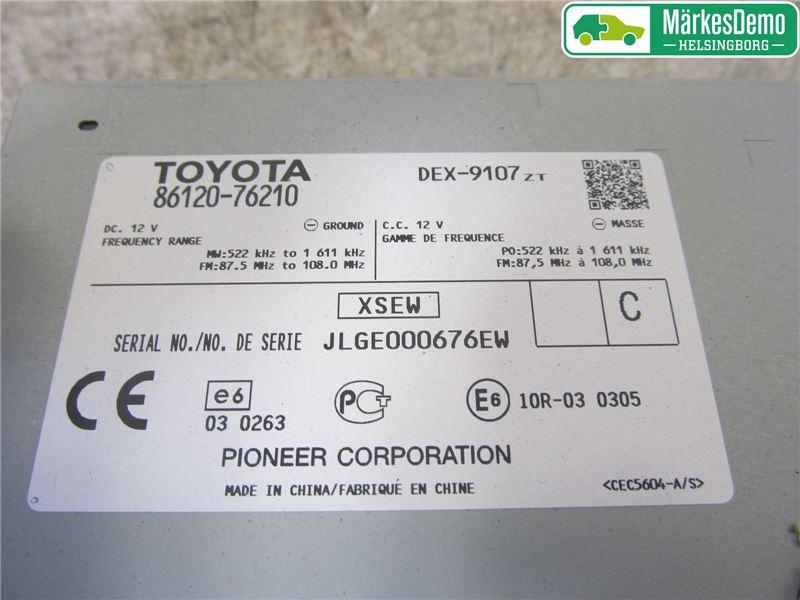 MärkesDemo
HELSINGBORG
TOYOTA
86120-76210
DEX-9107 ZT
DC. 12 V ⊖ GROUND
FREQUENCY RANGE
MW:522 kHz to 1 611 kHz
FM:87.5 MHz to 108.0 MHz
C.C. 12 V ⊖ MASSE
GAMME DE FREQUENCE
PO:522 kHz à 1 611 kHz
FM:87,5 MHz à 108,0 MHz
XSEW
C
SERIAL NO./NO. DE SERIE JLGE000676EW
CE
e6
03 0263
PCT
E6 10R-03 0305
PIONEER CORPORATION
MADE IN CHINA/FABRIQUÉ EN CHINE
<CEC5604-A/S>